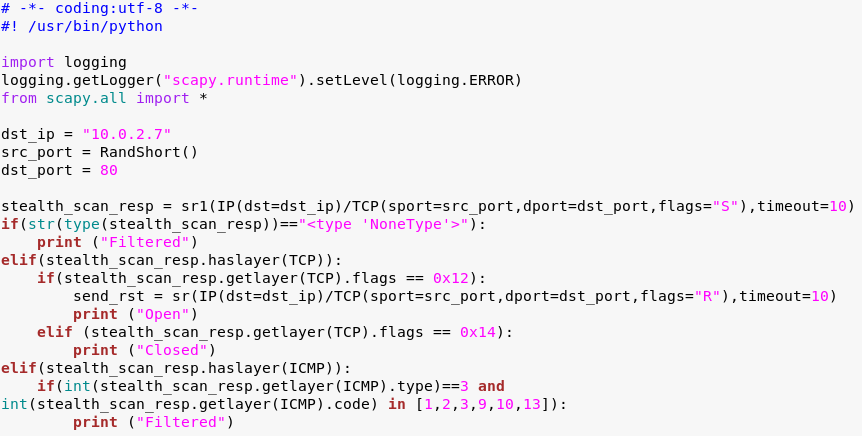 # -*- coding:utf-8 -*-
#! /usr/bin/python

import logging
logging.getLogger("scapy.runtime").setLevel(logging.ERROR)
from scapy.all import *

dst_ip = "10.0.2.7"
src_port = RandShort()
dst_port = 80

stealth_scan_resp = sr1(IP(dst=dst_ip)/TCP(sport=src_port,dport=dst_port,flags="S"),timeout=10)
if(str(type(stealth_scan_resp))=="<type 'NoneType'>"):
    print ("Filtered")
elif(stealth_scan_resp.haslayer(TCP)):
    if(stealth_scan_resp.getlayer(TCP).flags == 0x12):
        send_rst = sr(IP(dst=dst_ip)/TCP(sport=src_port,dport=dst_port,flags="R"),timeout=10)
        print ("Open")
    elif (stealth_scan_resp.getlayer(TCP).flags == 0x14):
        print ("Closed")
elif(stealth_scan_resp.haslayer(ICMP)):
    if(int(stealth_scan_resp.getlayer(ICMP).type)==3 and
int(stealth_scan_resp.getlayer(ICMP).code) in [1,2,3,9,10,13]):
        print ("Filtered")